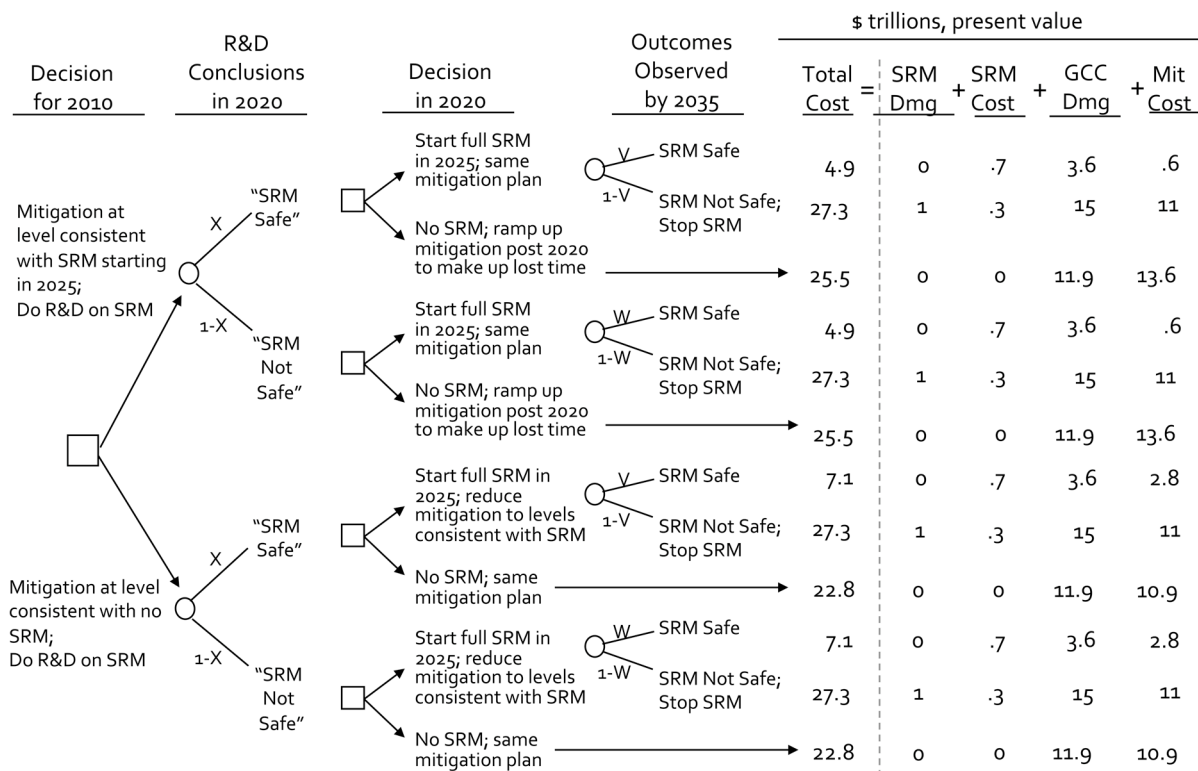 $ trillions, present value
Decision
for 2010
R&D
Conclusions
in 2020
Decision
in 2020
Outcomes
Observed
by 2035
Total
Cost
=
SRM
Dmg
+
SRM
Cost
+
GCC
Dmg
+
Mit
Cost
Mitigation at
level consistent
with SRM starting
in 2025;
Do R&D on SRM
X
"SRM
Safe"
Start full SRM
in 2025; same
mitigation plan
V
SRM Safe
4.9 0 .7 3.6 .6
1-V
SRM Not Safe;
Stop SRM
27.3 1 .3 15 11
No SRM; ramp up
mitigation post 2020
to make up lost time
25.5 0 0 11.9 13.6
1-X
"SRM
Not
Safe"
Start full SRM
in 2025; same
mitigation plan
W
SRM Safe
4.9 0 .7 3.6 .6
1-W
SRM Not Safe;
Stop SRM
27.3 1 .3 15 11
No SRM; ramp up
mitigation post 2020
to make up lost time
25.5 0 0 11.9 13.6
Mitigation at level
consistent with no
SRM;
Do R&D on SRM
X
"SRM
Safe"
Start full SRM in
2025; reduce
mitigation to levels
consistent with SRM
V
SRM Safe
7.1 0 .7 3.6 2.8
1-V
SRM Not Safe;
Stop SRM
27.3 1 .3 15 11
No SRM; same
mitigation plan
22.8 0 0 11.9 10.9
1-X
"SRM
Not
Safe"
Start full SRM in
2025; reduce
mitigation to levels
consistent with SRM
W
SRM Safe
7.1 0 .7 3.6 2.8
1-W
SRM Not Safe;
Stop SRM
27.3 1 .3 15 11
No SRM; same
mitigation plan
22.8 0 0 11.9 10.9